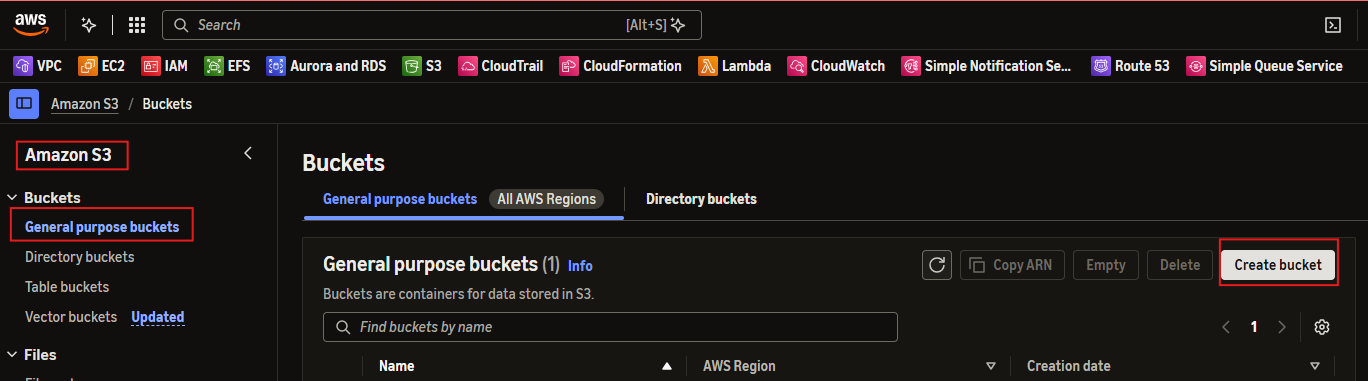 aws
Search [Alt+S]
VPC EC2 IAM EFS Aurora and RDS S3 CloudTrail CloudFormation Lambda CloudWatch Simple Notification Se... Route 53 Simple Queue Service
Amazon S3 / Buckets
Amazon S3
Buckets
General purpose buckets
Directory buckets
Table buckets
Vector buckets Updated
Files
Buckets
General purpose buckets All AWS Regions Directory buckets
General purpose buckets (1) Info
Copy ARN Empty Delete Create bucket
Buckets are containers for data stored in S3.
Find buckets by name
1
Name AWS Region Creation date